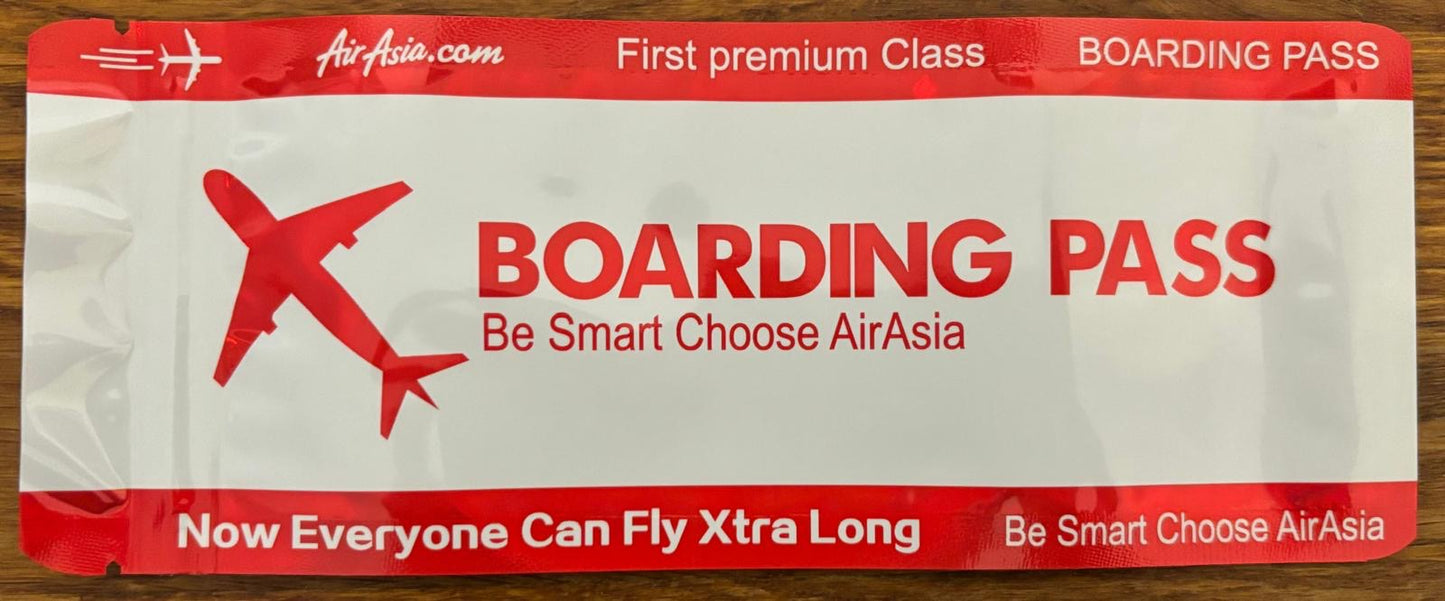 AirAsia.com First premium Class BOARDING PASS
BOARDING PASS
Be Smart Choose AirAsia
Now Everyone Can Fly Xtra Long Be Smart Choose AirAsia